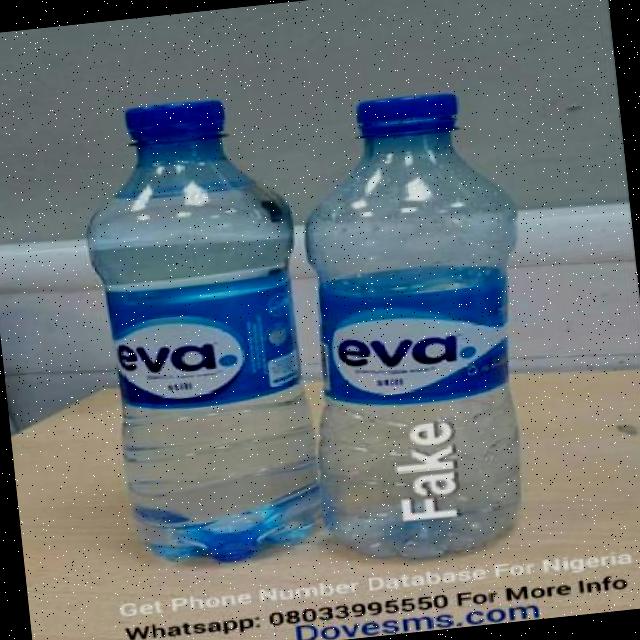 eva.
eva.
Fake
Get Phone Number Database For Nigeria
Whatsapp: 08033995550 For More Info
Dovesms.com